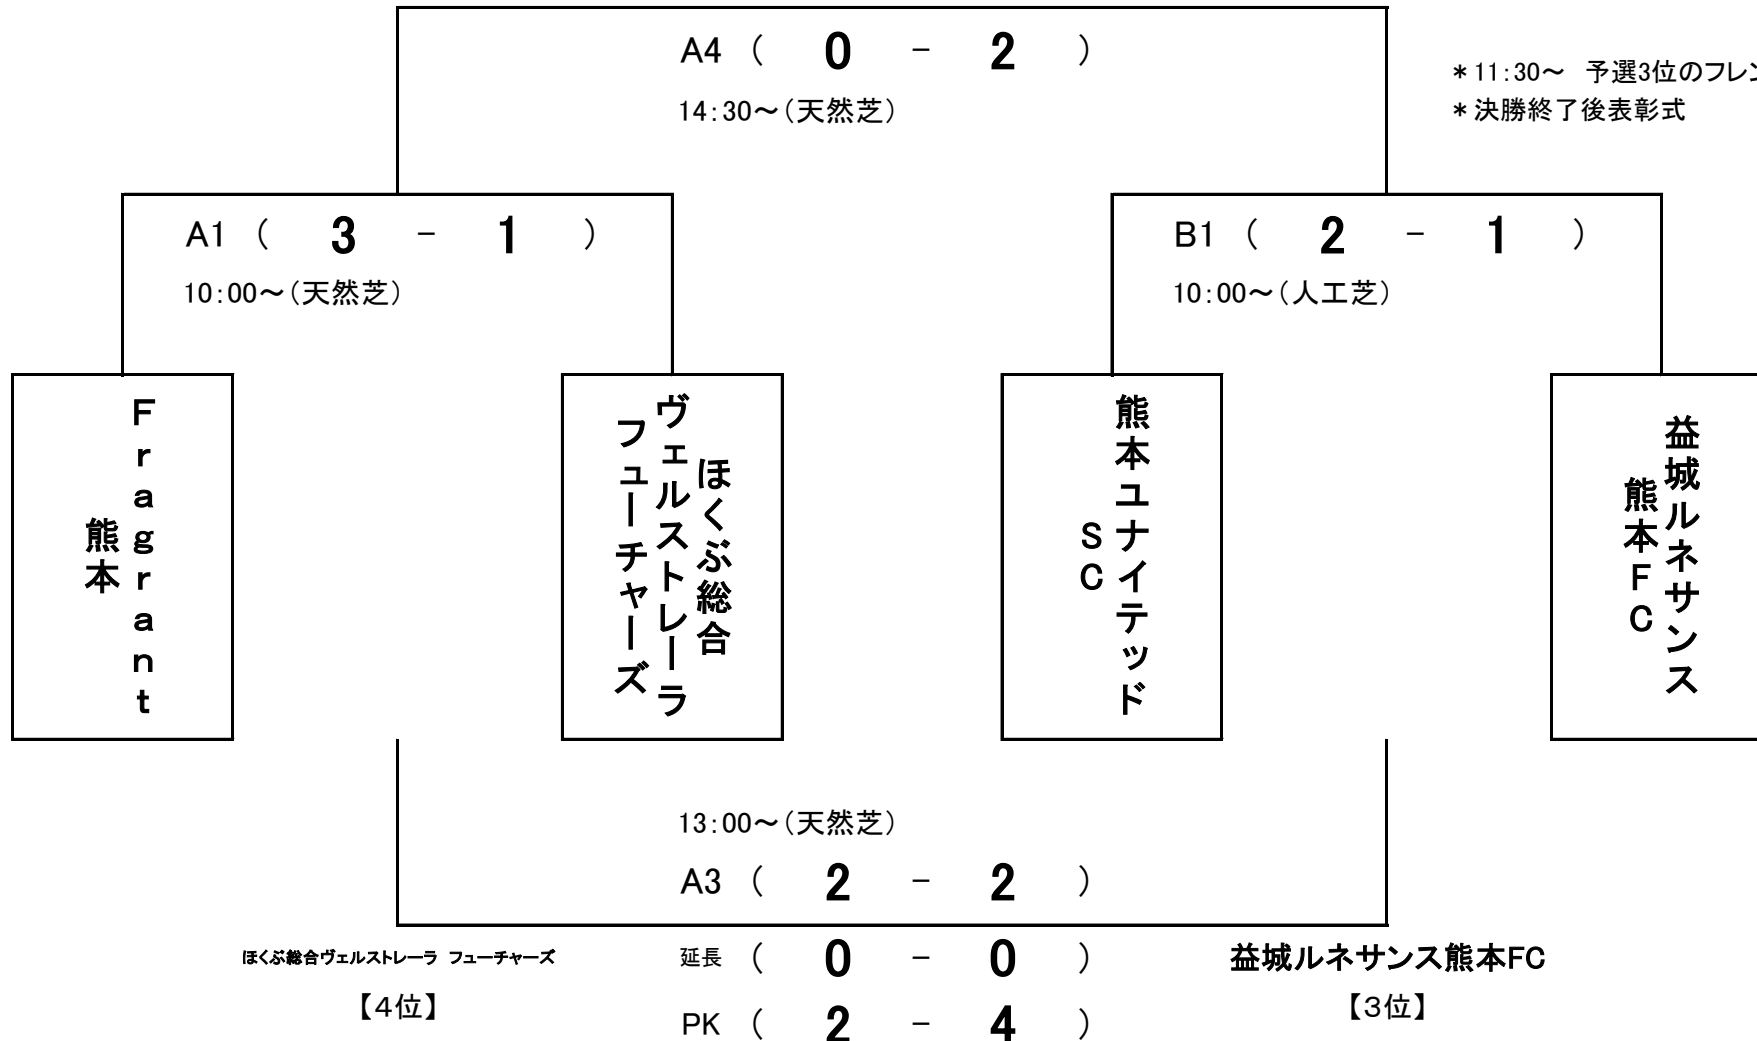 A4 ( 0 - 2 )
14:30～(天然芝)
*11:30～ 予選3位のフレン
*決勝終了後表彰式
A1 ( 3 - 1 )
10:00～(天然芝)
B1 ( 2 - 1 )
10:00～(人工芝)
Ｆｒａｇｒａｎｔ
熊本
ほくぶ総合
ヴェルストレーラ
フューチャーズ
熊本ユナイテッド
ＳＣ
益城ルネサンス
熊本ＦＣ
13:00～(天然芝)
A3 ( 2 - 2 )
延長 ( 0 - 0 )
PK ( 2 - 4 )
ほくぶ総合ヴェルストレーラ フューチャーズ
【4位】
益城ルネサンス熊本FC
【3位】